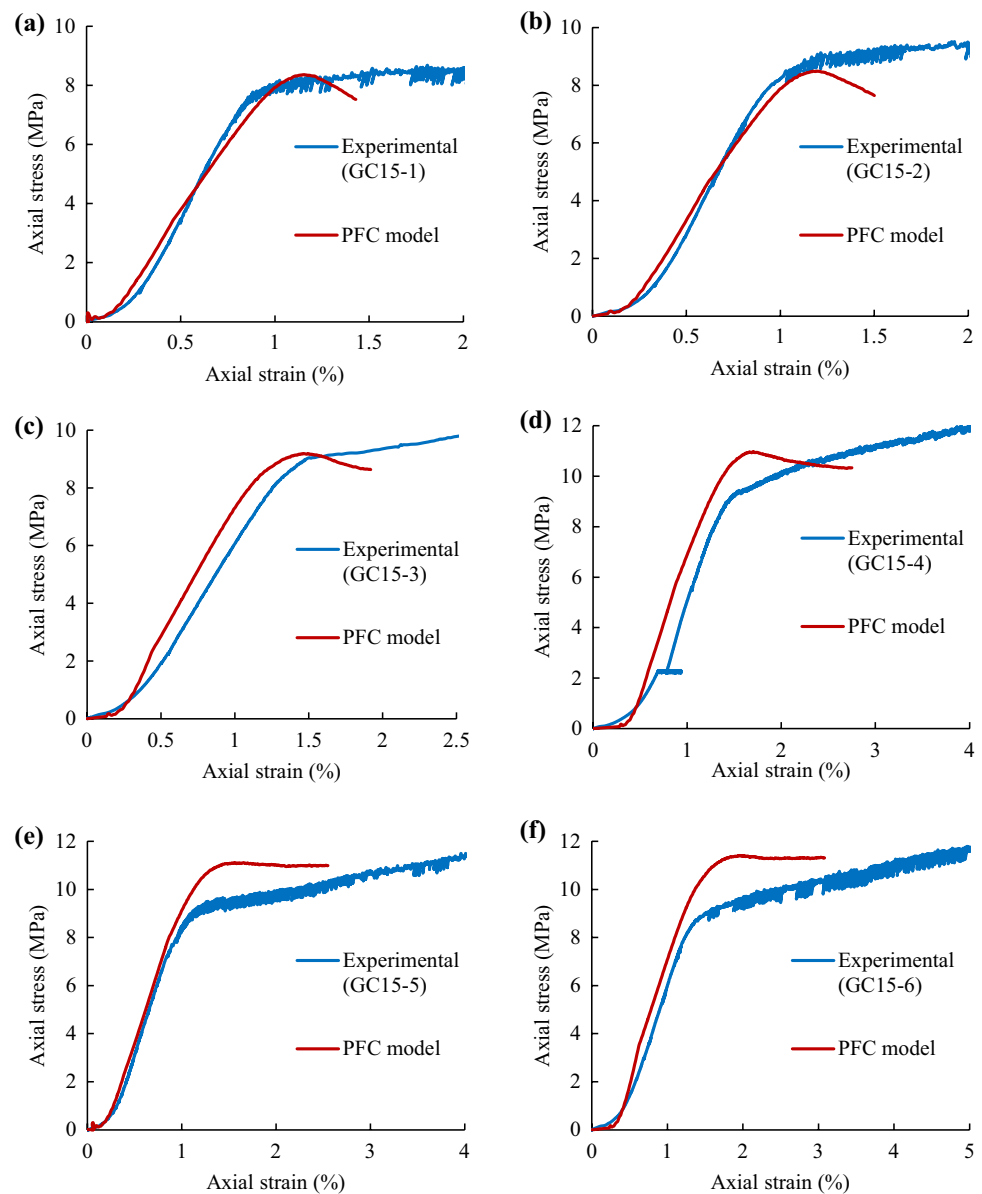 (a)
10
8
6
4
2
0
Axial stress (MPa)
Experimental
(GC15-1)
PFC model
0 0.5 1 1.5 2
Axial strain (%)
(b)
10
8
6
4
2
0
Axial stress (MPa)
Experimental
(GC15-2)
PFC model
0 0.5 1 1.5 2
Axial strain (%)
(c)
10
8
6
4
2
0
Axial stress (MPa)
Experimental
(GC15-3)
PFC model
0 0.5 1 1.5 2 2.5
Axial strain (%)
(d)
12
10
8
6
4
2
0
Axial stress (MPa)
Experimental
(GC15-4)
PFC model
0 1 2 3 4
Axial strain (%)
(e)
12
10
8
6
4
2
0
Axial stress (MPa)
Experimental
(GC15-5)
PFC model
0 1 2 3 4
Axial strain (%)
(f)
12
10
8
6
4
2
0
Axial stress (MPa)
Experimental
(GC15-6)
PFC model
0 1 2 3 4 5
Axial strain (%)